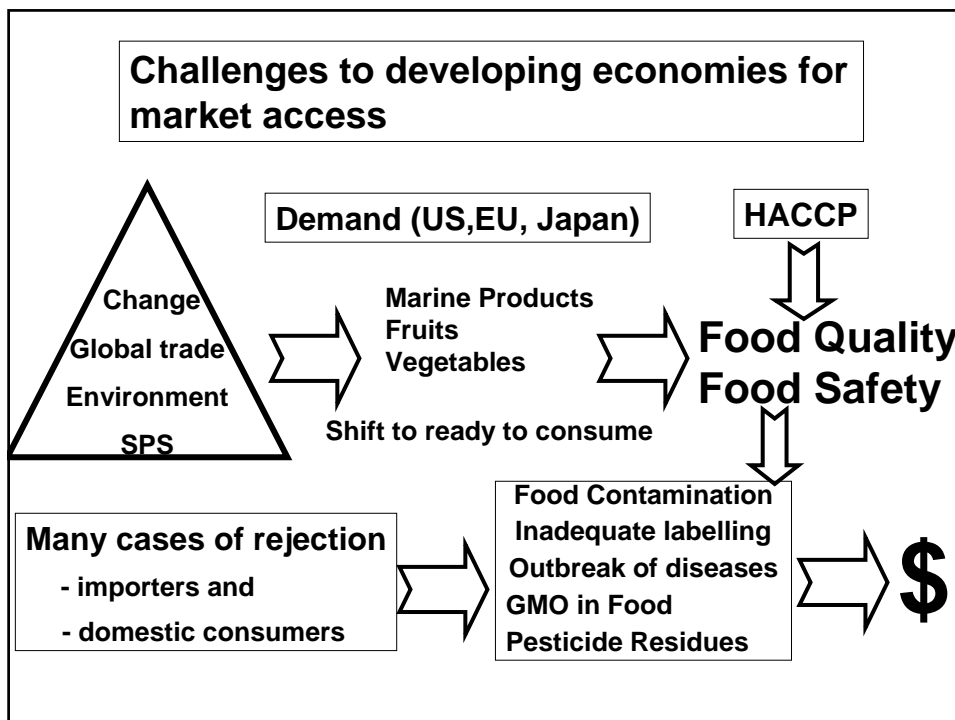 Challenges to developing economies for
market access
Change
Global trade
Environment
SPS
Demand (US,EU, Japan)
Marine Products
Fruits
Vegetables
Shift to ready to consume
HACCP
Food Quality
Food Safety
Many cases of rejection
- importers and
- domestic consumers
Food Contamination
Inadequate labelling
Outbreak of diseases
GMO in Food
Pesticide Residues
$